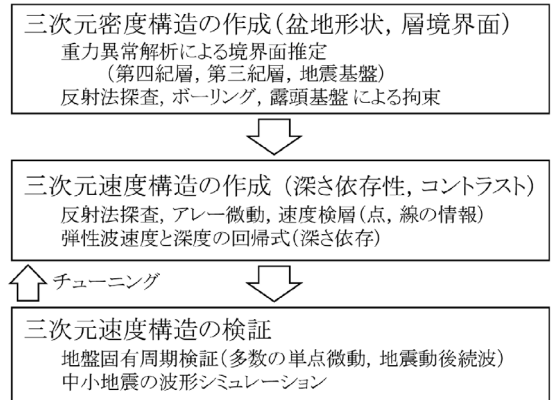 三次元密度構造の作成(盆地形状, 層境界面)
重力異常解析による境界面推定
(第四紀層, 第三紀層, 地震基盤)
反射法探査, ボーリング, 露頭基盤による拘束
三次元速度構造の作成 (深さ依存性, コントラスト)
反射法探査, アレー微動, 速度検層(点, 線の情報)
弾性波速度と深度の回帰式(深さ依存)
チューニング
三次元速度構造の検証
地盤固有周期検証(多数の単点微動, 地震動後続波)
中小地震の波形シミュレーション